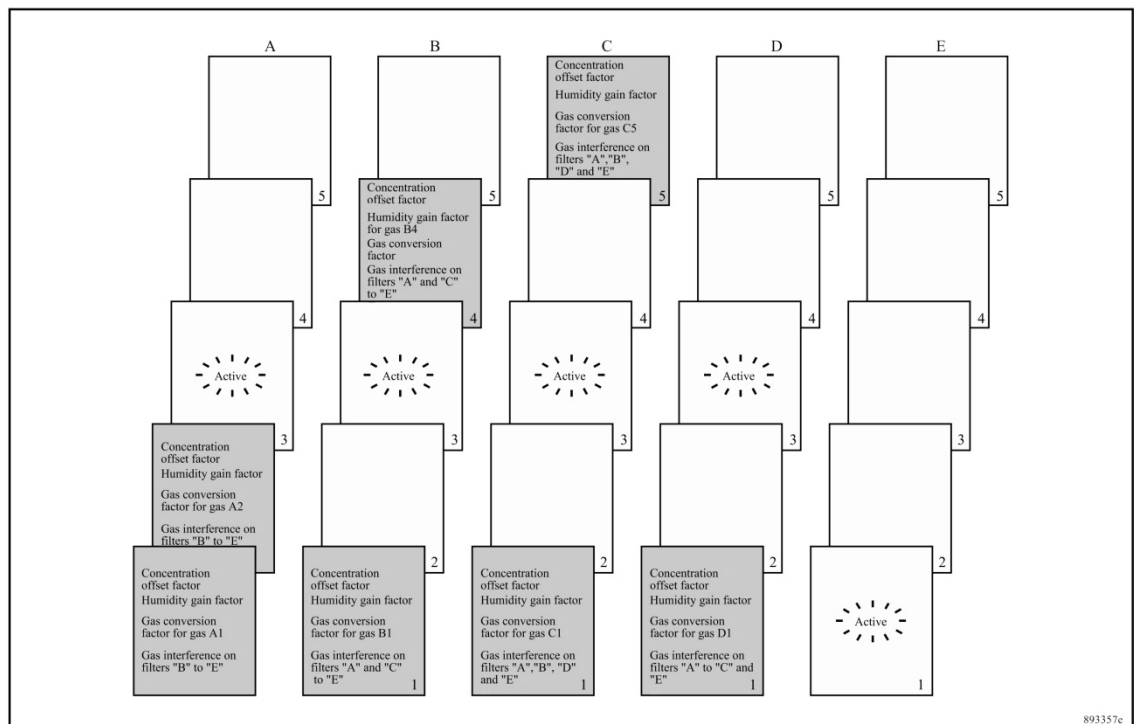 A B C D E
Concentration
offset factor
Humidity gain factor
Gas conversion
factor for gas C5
Gas interference on
filters "A","B",
"D" and "E"
5 5 5 5 5
Concentration
offset factor
Humidity gain factor
for gas B4
Gas conversion
factor
Gas interference on
filters "A" and "C"
to "E"
4 4 4 4 4
Active Active Active Active
3 3 3 3 3
Concentration
offset factor
Humidity gain factor
Gas conversion
factor for gas A2
Gas interference on
filters "B" to "E"
2 2 2 2
Concentration
offset factor
Humidity gain factor
Gas conversion
factor for gas A1
Gas interference on
filters "B" to "E"
Concentration
offset factor
Humidity gain factor
Gas conversion
factor for gas B1
Gas interference on
filters "A" and "C"
to "E"
1
Concentration
offset factor
Humidity gain factor
Gas conversion
factor for gas C1
Gas interference on
filters "A","B", "D"
and "E"
1
Concentration
offset factor
Humidity gain factor
Gas conversion
factor for gas D1
Gas interference on
filters "A" to "C" and
"E"
1
Active
1
893357e